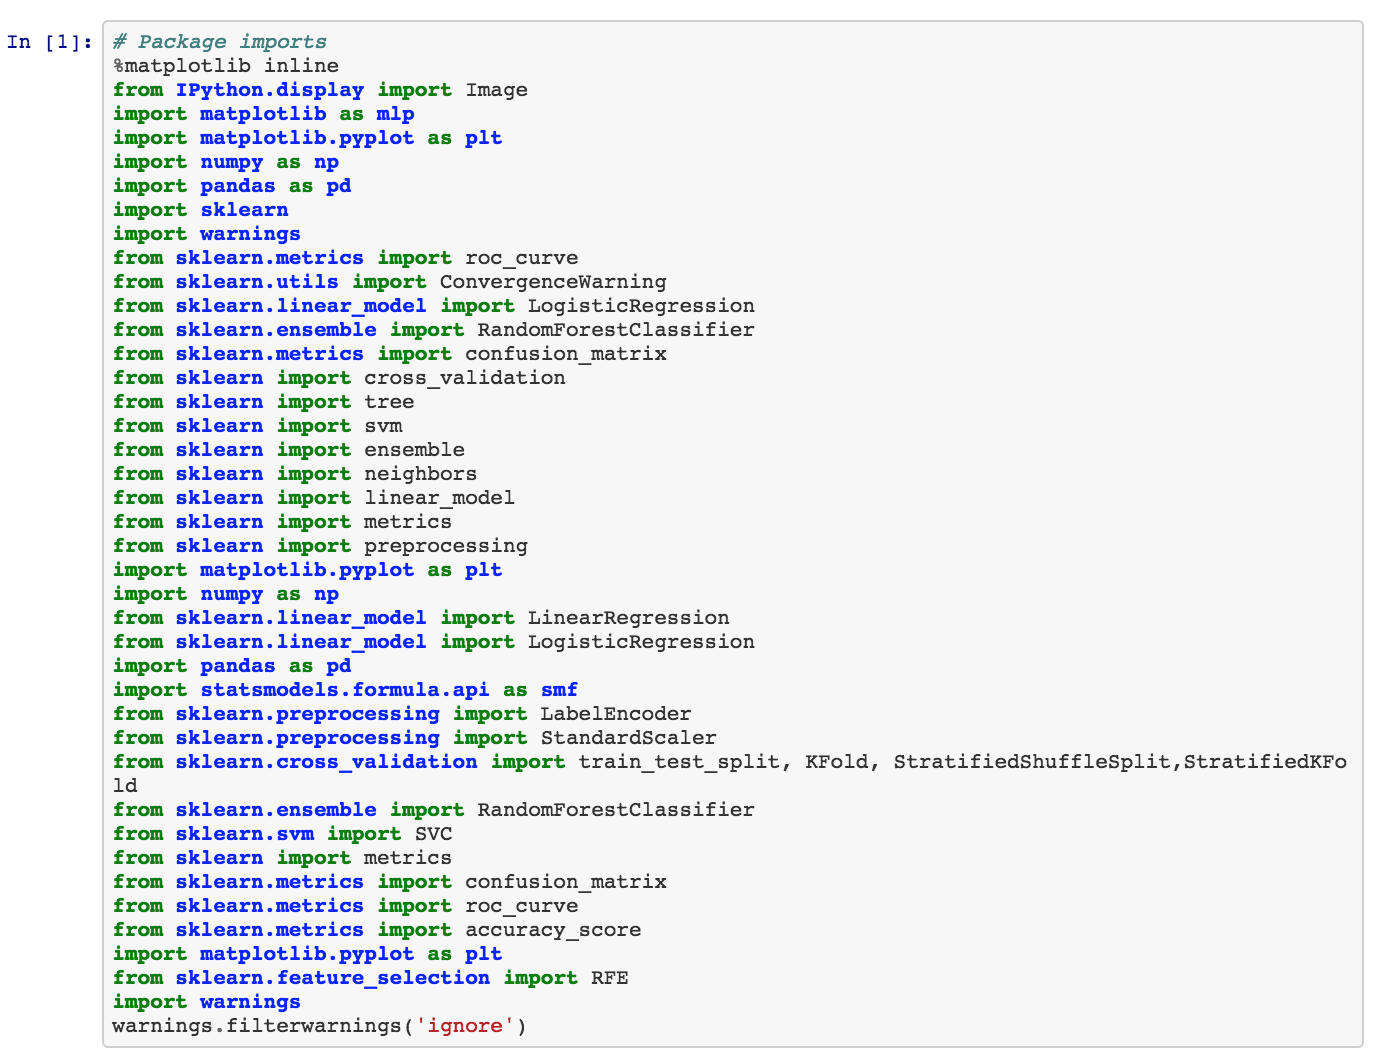 In [1]: # Package imports
%matplotlib inline
from IPython.display import Image
import matplotlib as mlp
import matplotlib.pyplot as plt
import numpy as np
import pandas as pd
import sklearn
import warnings
from sklearn.metrics import roc_curve
from sklearn.utils import ConvergenceWarning
from sklearn.linear_model import LogisticRegression
from sklearn.ensemble import RandomForestClassifier
from sklearn.metrics import confusion_matrix
from sklearn import cross_validation
from sklearn import tree
from sklearn import svm
from sklearn import ensemble
from sklearn import neighbors
from sklearn import linear_model
from sklearn import metrics
from sklearn import preprocessing
import matplotlib.pyplot as plt
import numpy as np
from sklearn.linear_model import LinearRegression
from sklearn.linear_model import LogisticRegression
import pandas as pd
import statsmodels.formula.api as smf
from sklearn.preprocessing import LabelEncoder
from sklearn.preprocessing import StandardScaler
from sklearn.cross_validation import train_test_split, KFold, StratifiedShuffleSplit,StratifiedKFo
ld
from sklearn.ensemble import RandomForestClassifier
from sklearn.svm import SVC
from sklearn import metrics
from sklearn.metrics import confusion_matrix
from sklearn.metrics import roc_curve
from sklearn.metrics import accuracy_score
import matplotlib.pyplot as plt
from sklearn.feature_selection import RFE
import warnings
warnings.filterwarnings('ignore')